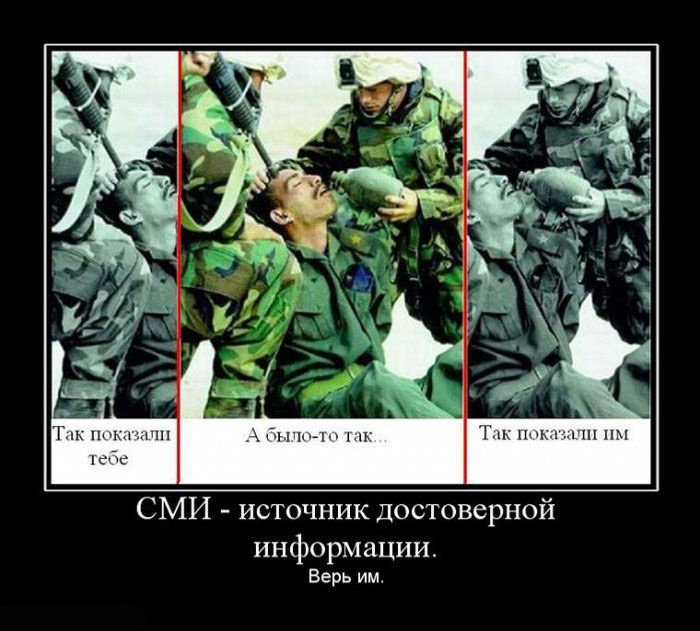 Так показали
тебе
А было-то так...
Так показали им
СМИ - источник достоверной
информации.
Верь им.